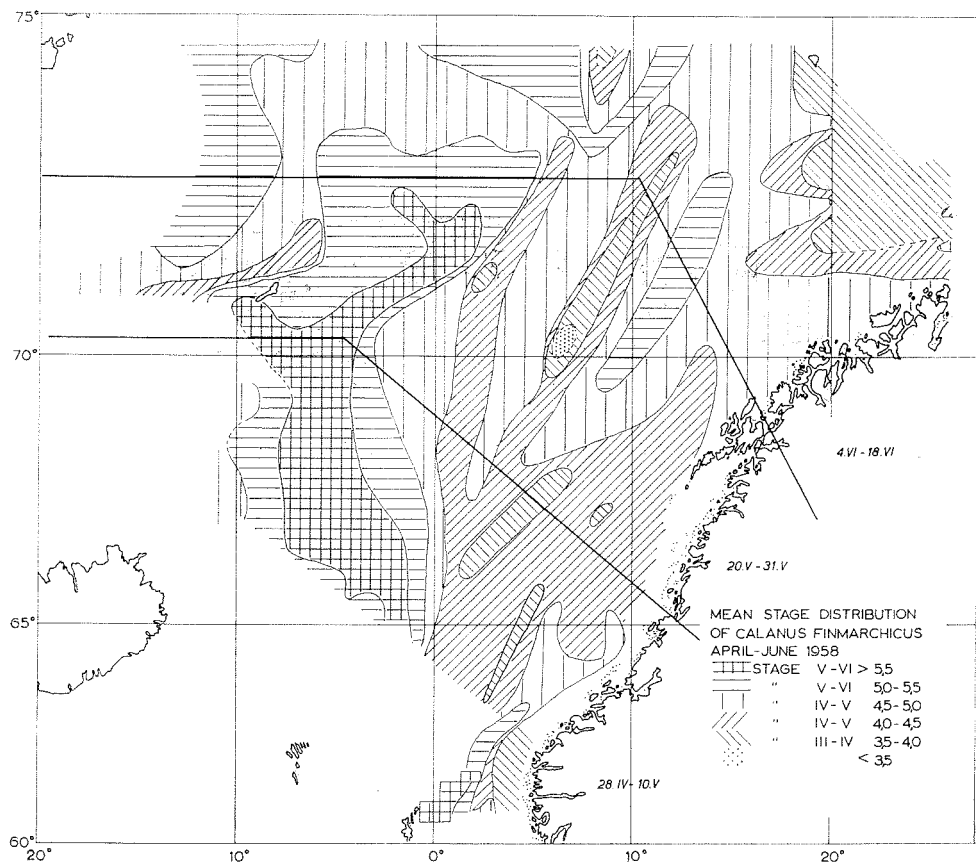 75°
70°
65°
60°
20°
10°
0°
10°
20°
4.VI - 18.VI
20.V - 31.V
28.IV - 10.V
MEAN STAGE DISTRIBUTION
OF CALANUS FINMARCHICUS
APRIL-JUNE 1958
STAGE V - VI > 5,5
" V - VI 5,0 - 5,5
" IV - V 4,5 - 5,0
" IV - V 4,0 - 4,5
" III - IV 3,5 - 4,0
< 3,5